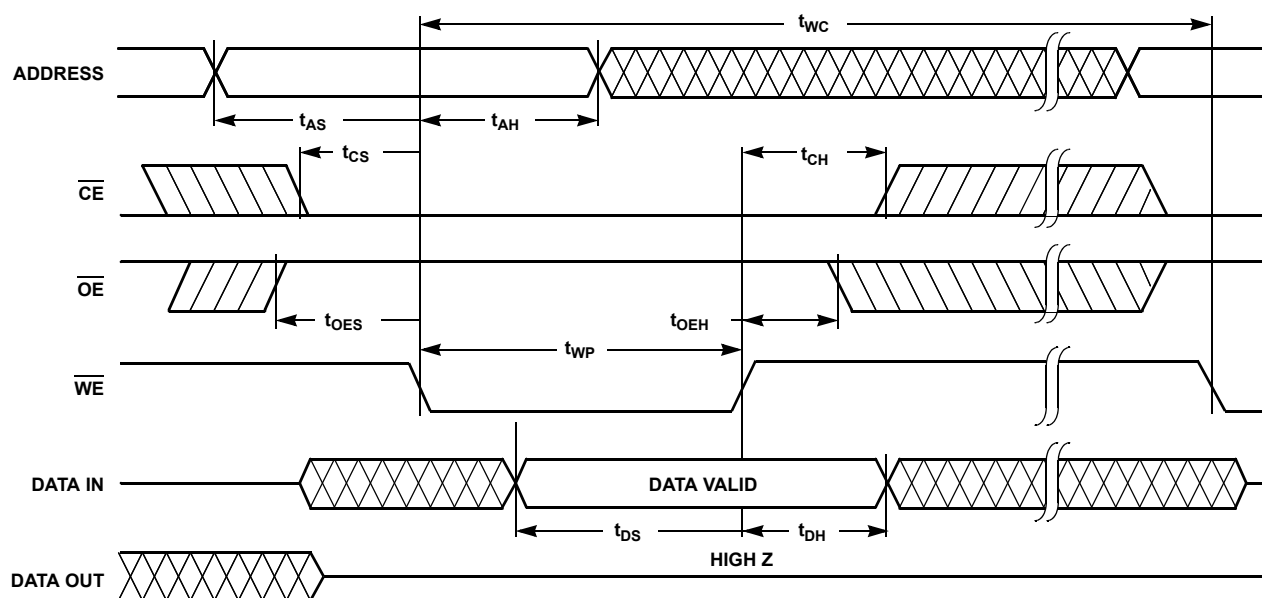 tWC
ADDRESS
tAS tAH
tCS tCH
CE
OE
tOES tOEH
tWP
WE
DATA IN DATA VALID
tDS tDH
HIGH Z
DATA OUT